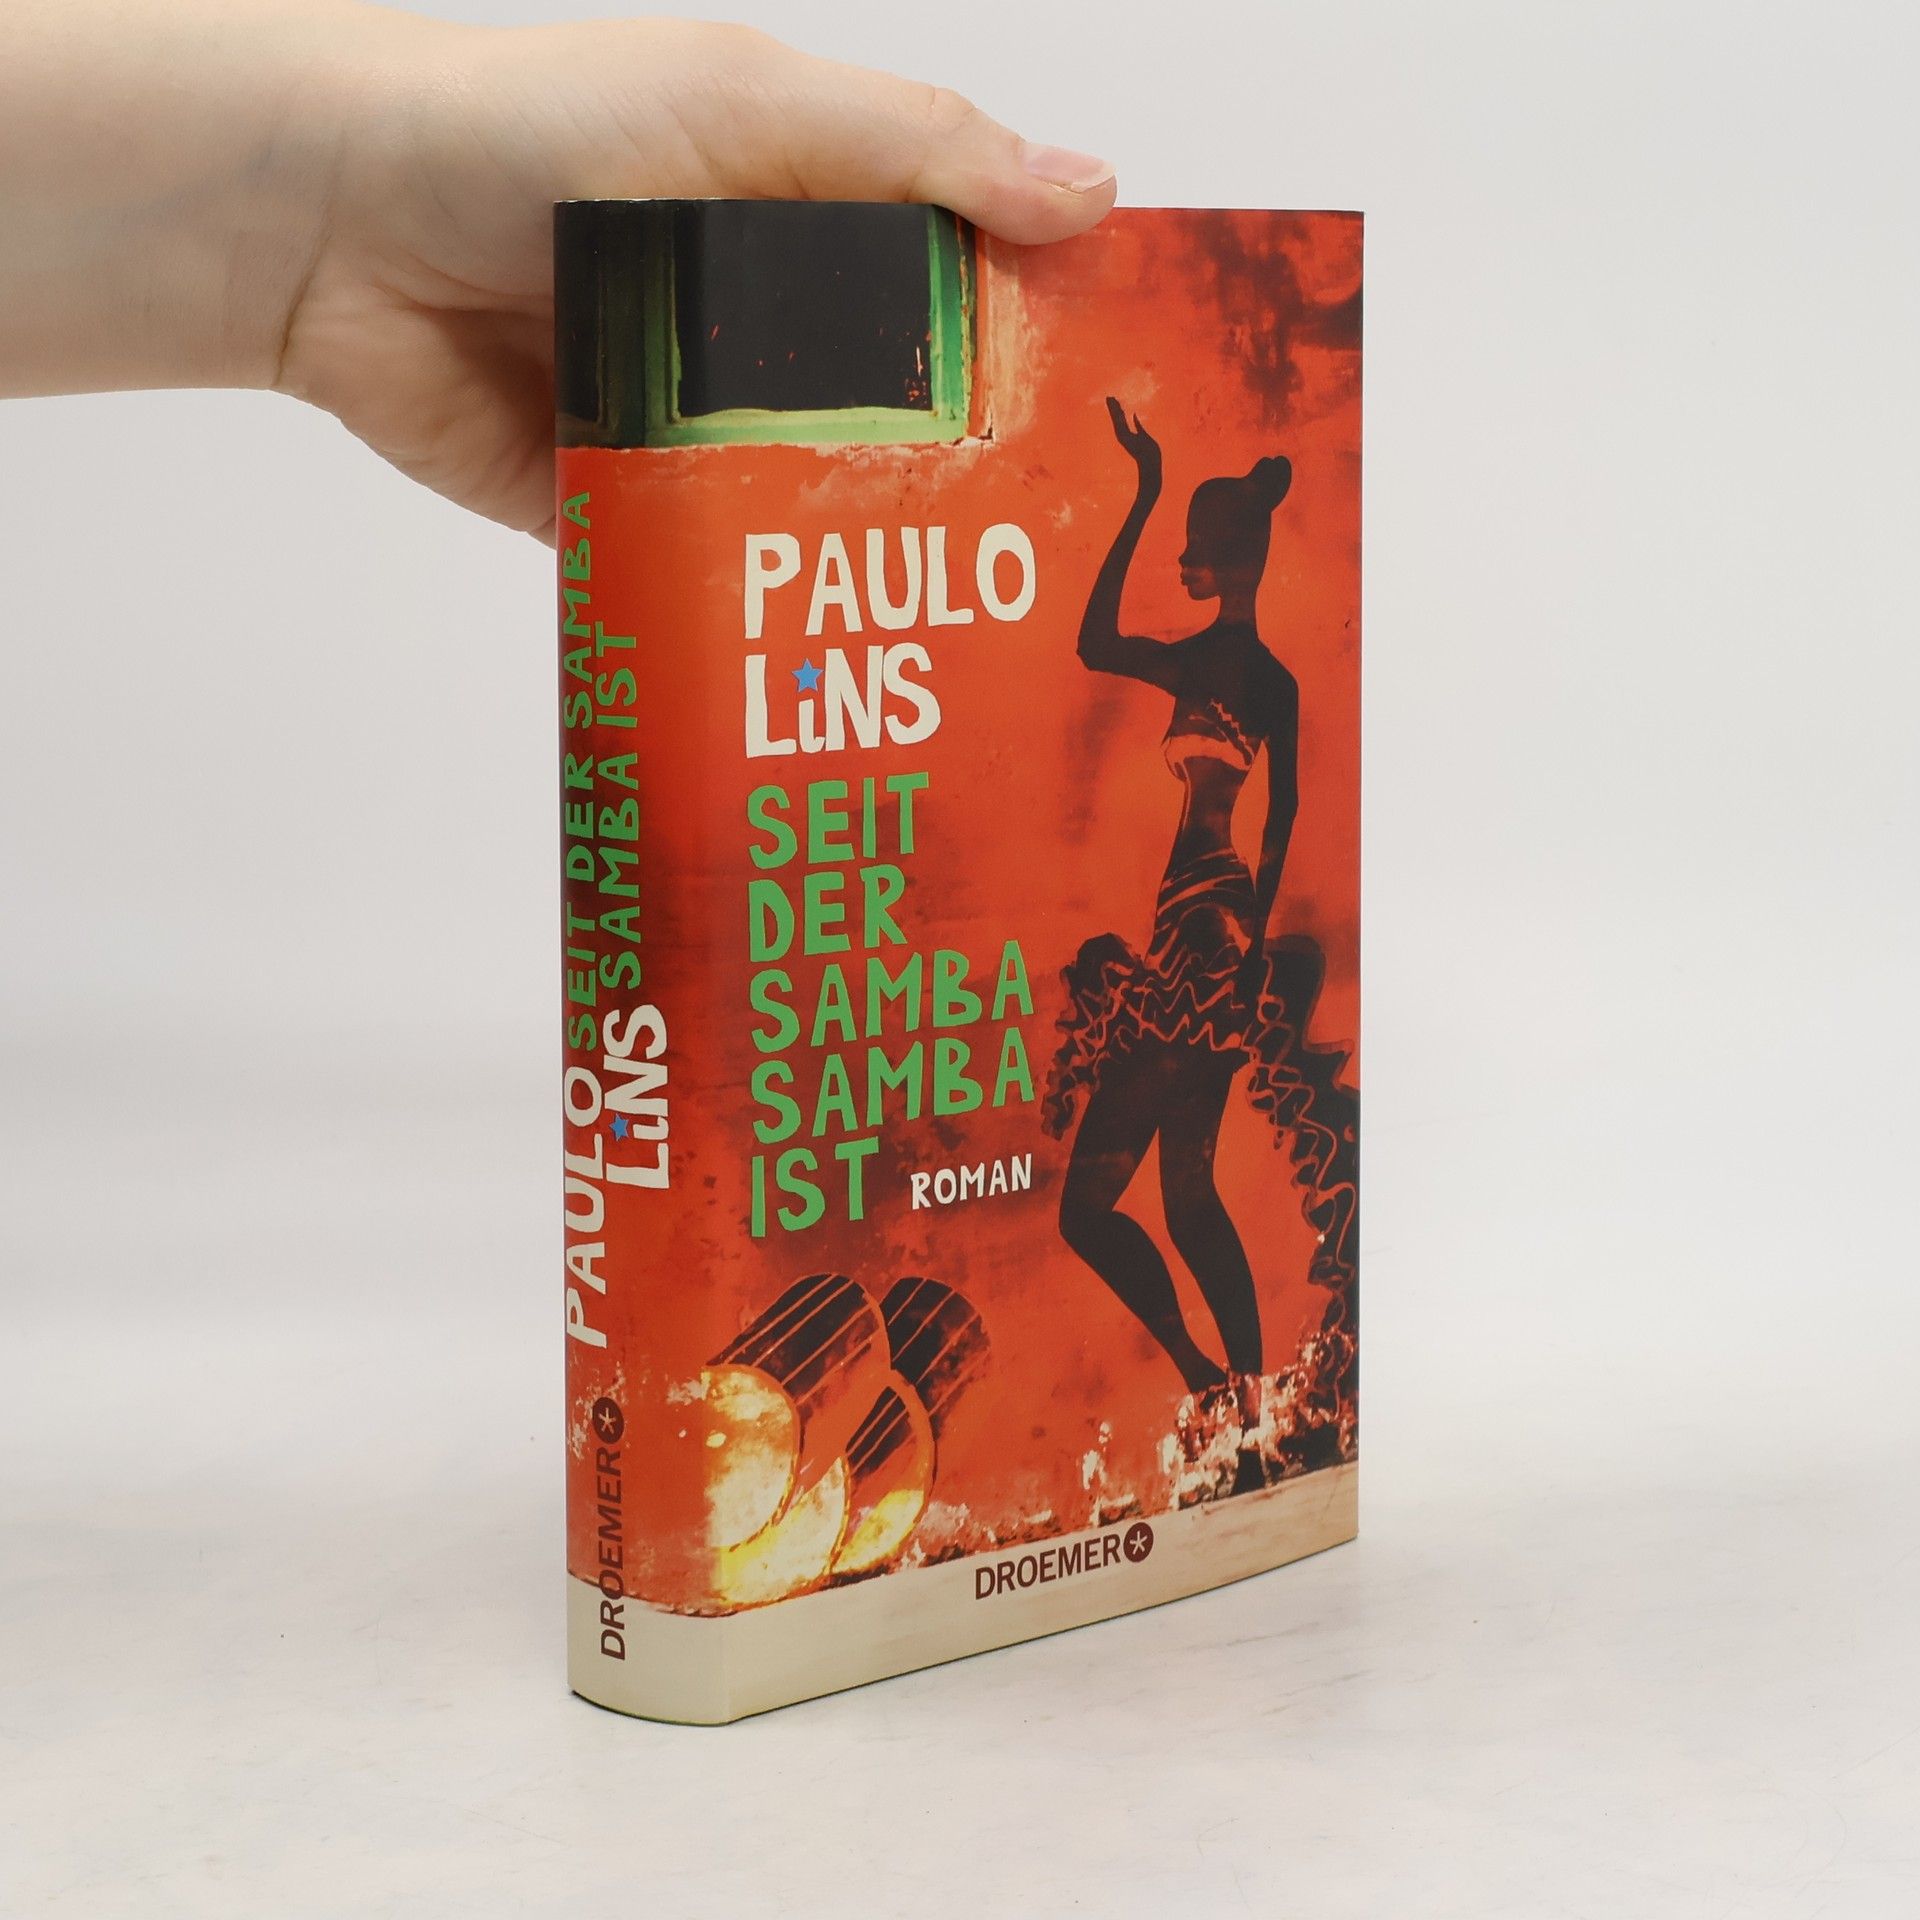 PAULO
LiNS
SEIT
DER
SAMBA
SAMBA
IST
ROMAN
DROEMER
PAULO SEIT DER SAMBA
LiNS SAMBA IST
DROEMER